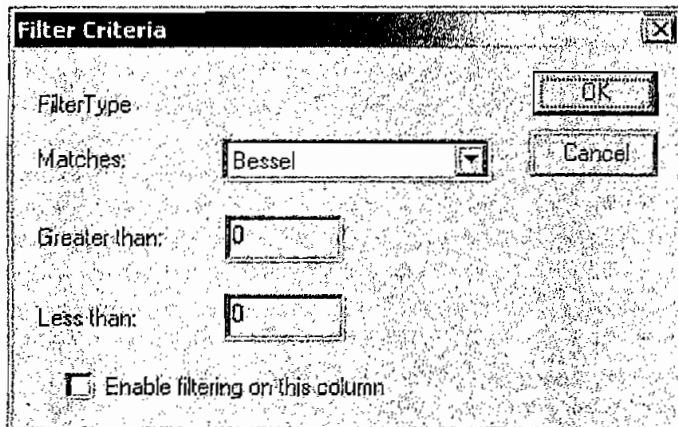 Filter Criteria
FilterType
OK
Matches:
Bessel
Cancel
Greater than:
0
Less than:
0
Enable filtering on this column